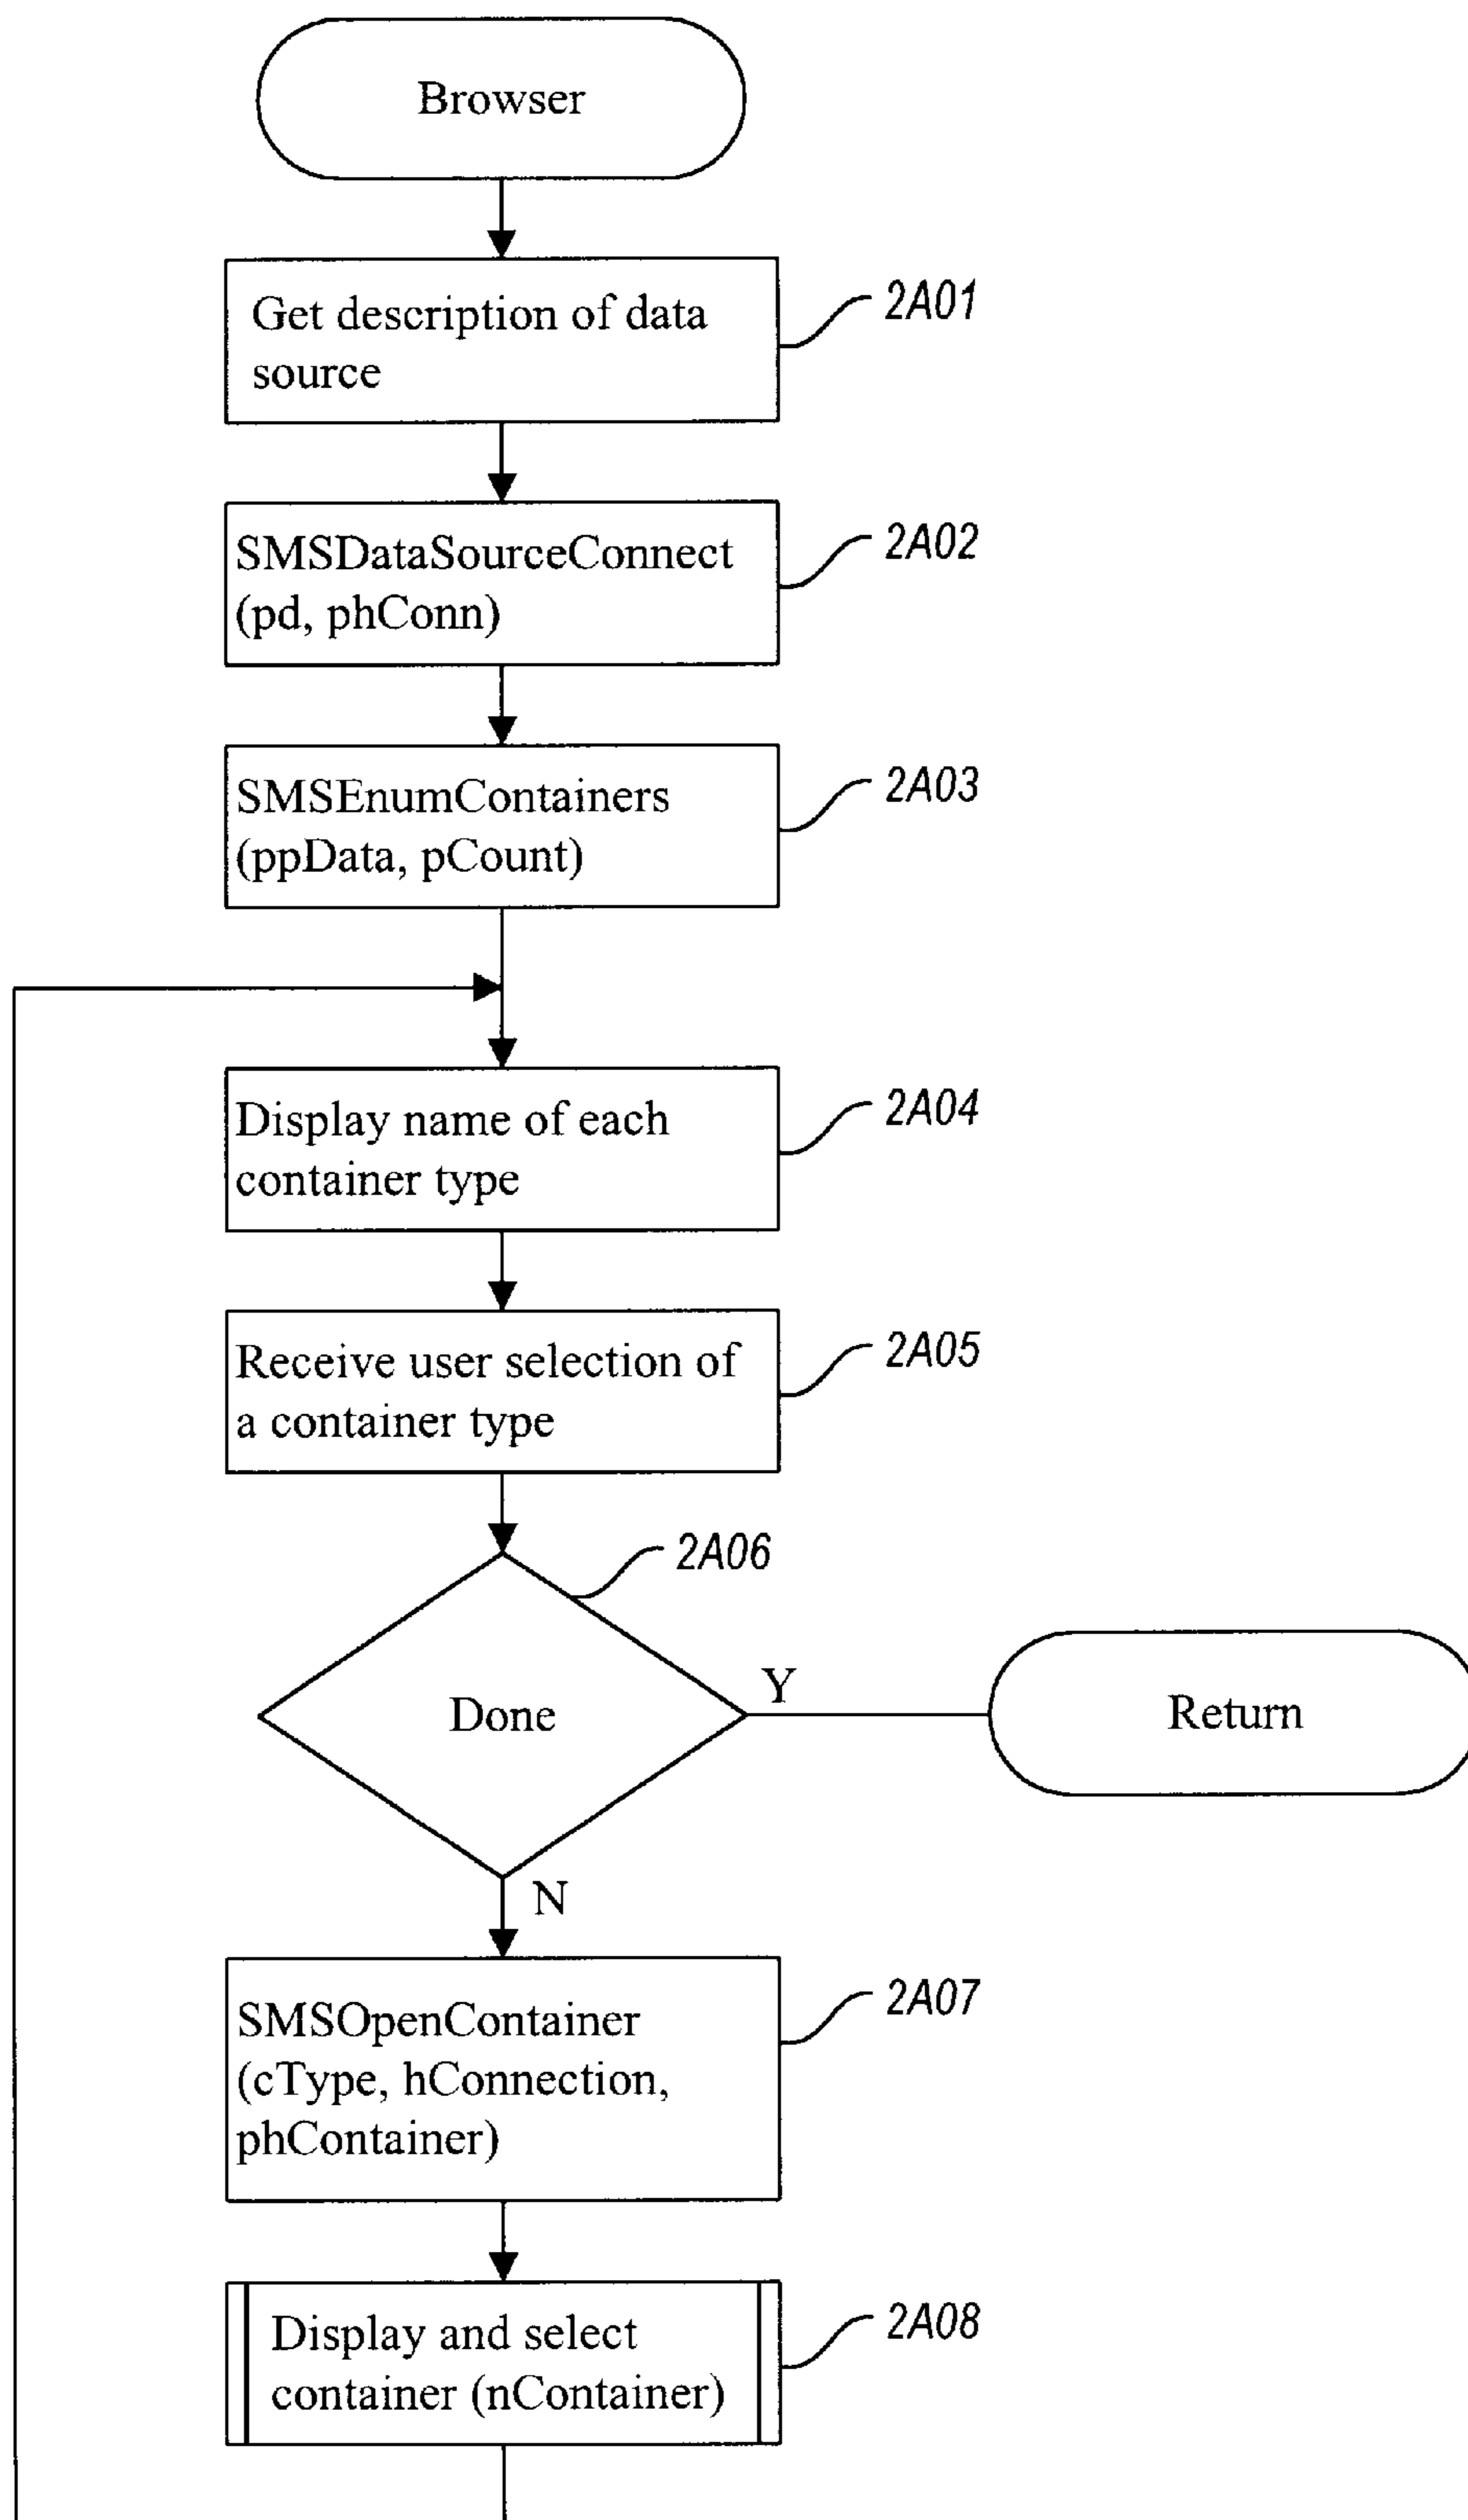 Browser
Get description of data
source
2A01
SMSDataSourceConnect
(pd, phConn)
2A02
SMSEnumContainers
(ppData, pCount)
2A03
Display name of each
container type
2A04
Receive user selection of
a container type
2A05
2A06
Done
Y
Return
N
SMSOpenContainer
(cType, hConnection,
phContainer)
2A07
Display and select
container (nContainer)
2A08